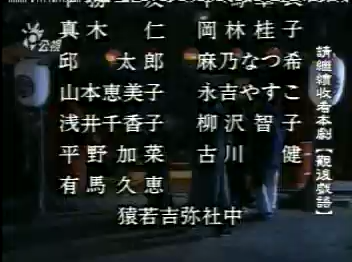 公視
真木　仁　岡林桂子
邱　太郎　麻乃なつ希
山本恵美子　永吉やすこ
浅井千香子　柳沢智子
平野加菜　古川　健
有馬久恵
猿若吉弥社中
請繼續收看本劇【觀後戲語】